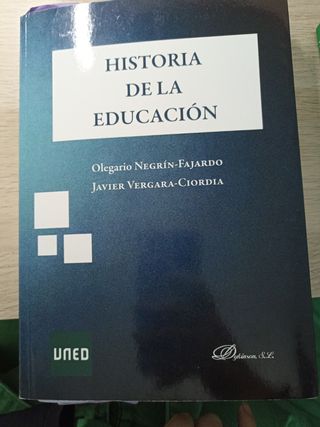 HISTORIA
DE LA
EDUCACIÓN
Olegario NEGRÍN-FAJARDO
Javier VERGARA-CIORDIA
UNED
Dykinson, S.L.